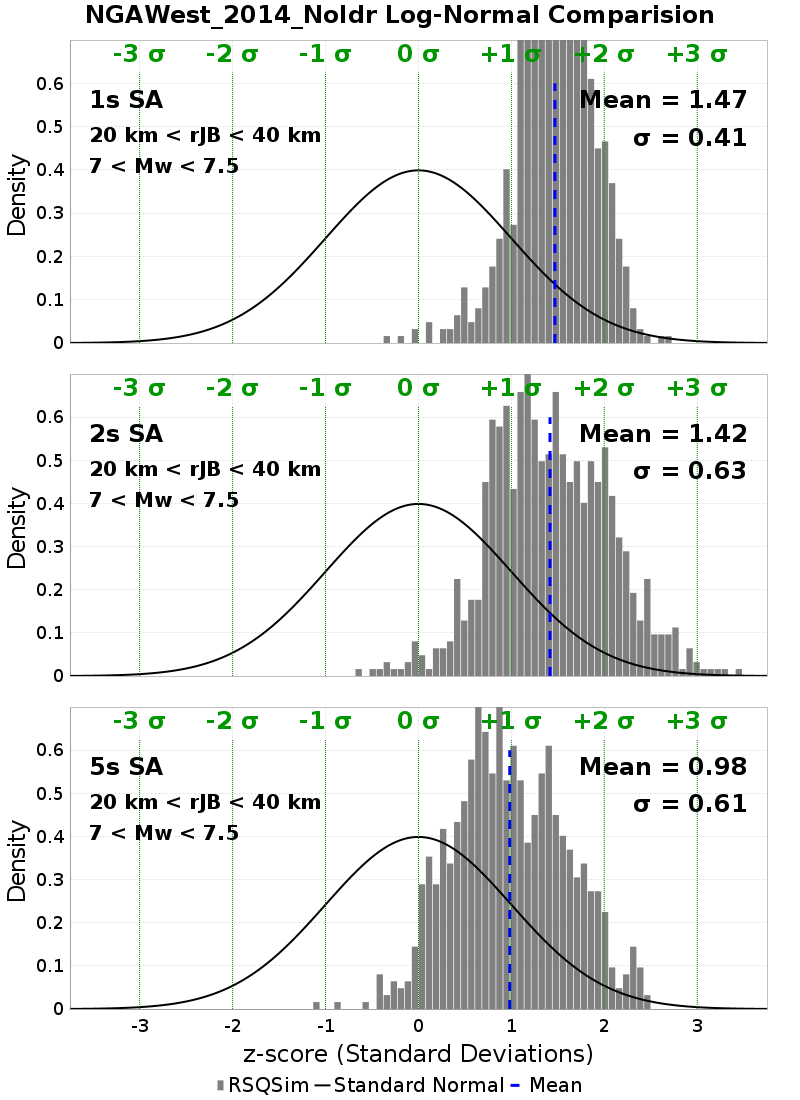 NGAWest_2014_NoIdr Log-Normal Comparision
-3 σ -2 σ -1 σ 0 σ +1 σ +2 σ +3 σ
1s SA
Mean = 1.47
20 km < rJB < 40 km
σ = 0.41
7 < Mw < 7.5
0.6
0.5
0.4
0.3
0.2
0.1
0
Density
-3 σ -2 σ -1 σ 0 σ +1 σ +2 σ +3 σ
2s SA
Mean = 1.42
20 km < rJB < 40 km
σ = 0.63
7 < Mw < 7.5
0.6
0.5
0.4
0.3
0.2
0.1
0
Density
-3 σ -2 σ -1 σ 0 σ +1 σ +2 σ +3 σ
5s SA
Mean = 0.98
20 km < rJB < 40 km
σ = 0.61
7 < Mw < 7.5
0.6
0.5
0.4
0.3
0.2
0.1
0
Density
-3 -2 -1 0 1 2 3
z-score (Standard Deviations)
RSQSim Standard Normal Mean